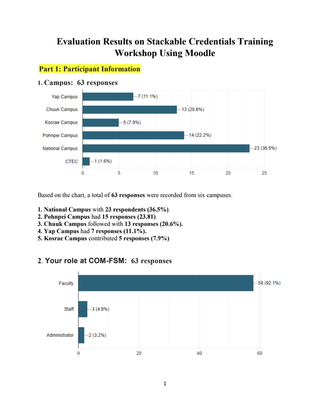 Evaluation Results on Stackable Credentials Training
Workshop Using Moodle
Part 1: Participant Information
1. Campus: 63 responses
Yap Campus 7 (11.1%)
Chuuk Campus 13 (20.6%)
Kosrae Campus 5 (7.9%)
Pohnpei Campus 14 (22.2%)
National Campus 23 (36.5%)
CTEC 1 (1.6%)
0 5 10 15 20 25
Based on the chart, a total of 63 responses were recorded from six campuses.
1. National Campus with 23 respondents (36.5%).
2. Pohnpei Campus had 15 responses (23.81)
3. Chuuk Campus followed with 13 responses (20.6%).
4. Yap Campus had 7 responses (11.1%).
5. Kosrae Campus contributed 5 responses (7.9%)
2. Your role at COM-FSM: 63 responses
Faculty 58 (92.1%)
Staff 3 (4.8%)
Administrator 2 (3.2%)
0 20 40 60
1